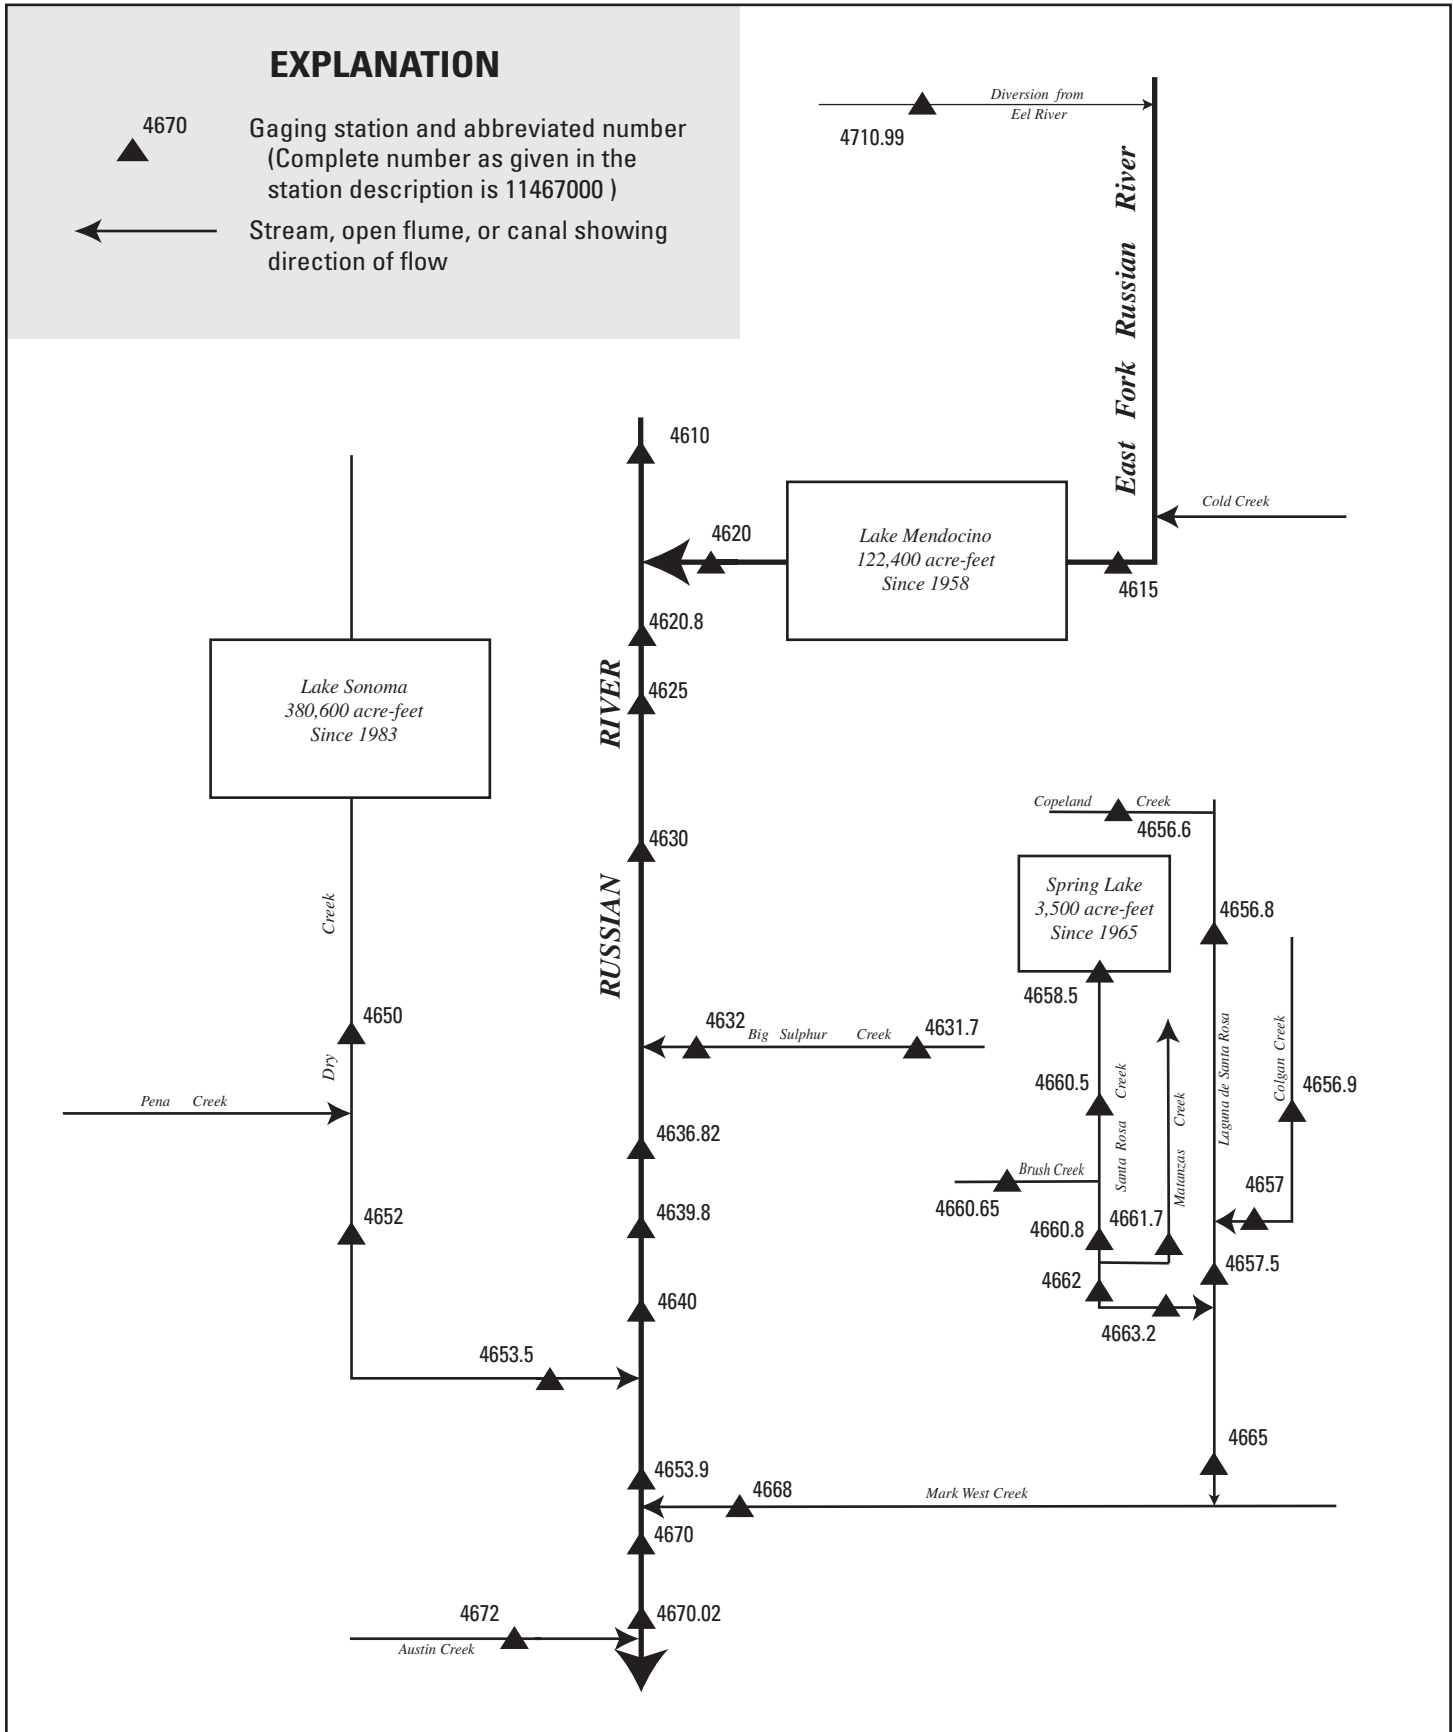 EXPLANATION
4670
Gaging station and abbreviated number
(Complete number as given in the
station description is 11467000 )
Stream, open flume, or canal showing
direction of flow
Diversion from
Eel River
4710.99
East Fork Russian River
4610
Cold Creek
4620
Lake Mendocino
122,400 acre-feet
Since 1958
4615
4620.8
Lake Sonoma
380,600 acre-feet
Since 1983
4625
RUSSIAN RIVER
4630
Copeland Creek
4656.6
Spring Lake
3,500 acre-feet
Since 1965
4656.8
4658.5
Dry Creek
4650
4632
Big Sulphur Creek
4631.7
Pena Creek
4660.5
Santa Rosa Creek
Matanzas Creek
Laguna de Santa Rosa
Colgan Creek
4656.9
4636.82
Brush Creek
4660.65
4657
4652
4639.8
4660.8
4661.7
4657.5
4640
4662
4663.2
4653.5
4665
4653.9
4668
Mark West Creek
4670
4672
4670.02
Austin Creek